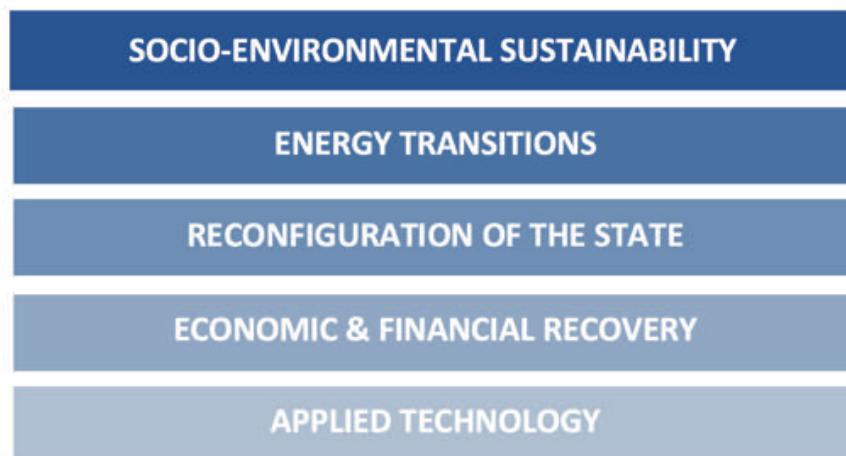 SOCIO-ENVIRONMENTAL SUSTAINABILITY
ENERGY TRANSITIONS
RECONFIGURATION OF THE STATE
ECONOMIC & FINANCIAL RECOVERY
APPLIED TECHNOLOGY